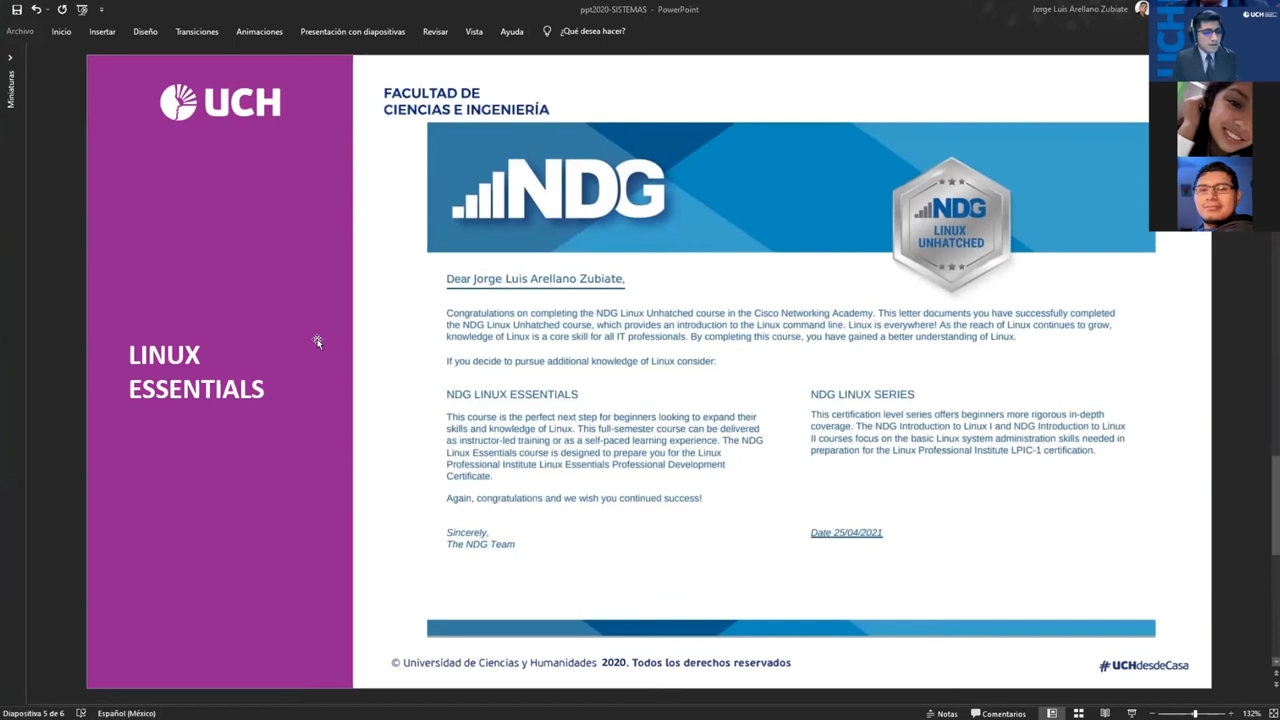 ppt2020-SISTEMAS - PowerPoint
Jorge Luis Arellano Zubiate
Archivo Inicio Insertar Diseño Transiciones Animaciones Presentación con diapositivas Revisar Vista Ayuda ¿Qué desea hacer?
UCH
UCH
Miniaturas
UCH
LINUX
ESSENTIALS
FACULTAD DE
CIENCIAS E INGENIERÍA
NDG
NDG
LINUX
UNHATCHED
Dear Jorge Luis Arellano Zubiate,
Congratulations on completing the NDG Linux Unhatched course in the Cisco Networking Academy. This letter documents you have successfully completed
the NDG Linux Unhatched course, which provides an introduction to the Linux command line. Linux is everywhere! As the reach of Linux continues to grow,
knowledge of Linux is a core skill for all IT professionals. By completing this course, you have gained a better understanding of Linux.
If you decide to pursue additional knowledge of Linux consider:
NDG LINUX ESSENTIALS
This course is the perfect next step for beginners looking to expand their
skills and knowledge of Linux. This full-semester course can be delivered
as instructor-led training or as a self-paced learning experience. The NDG
Linux Essentials course is designed to prepare you for the Linux
Professional Institute Linux Essentials Professional Development
Certificate.
Again, congratulations and we wish you continued success!
Sincerely,
The NDG Team
NDG LINUX SERIES
This certification level series offers beginners more rigorous in-depth
coverage. The NDG Introduction to Linux I and NDG Introduction to Linux
II courses focus on the basic Linux system administration skills needed in
preparation for the Linux Professional Institute LPIC-1 certification.
Date 25/04/2021
© Universidad de Ciencias y Humanidades 2020. Todos los derechos reservados
#UCHdesdeCasa
Diapositiva 5 de 6 Español (México) Notas Comentarios 132%